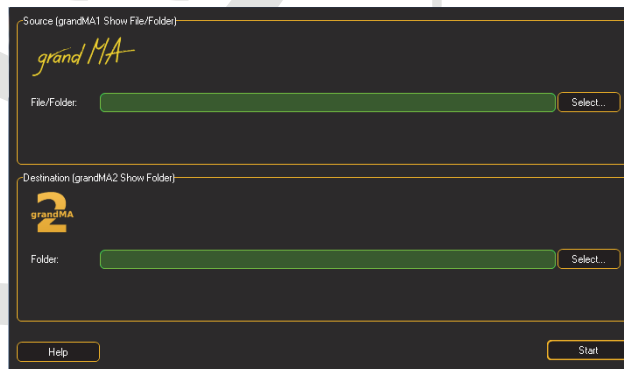 Source (grandMA1 Show File/Folder)
grand MA
File/Folder:
Select...
Destination (grandMA2 Show Folder)
2
grandMA
Folder:
Select...
Help
Start